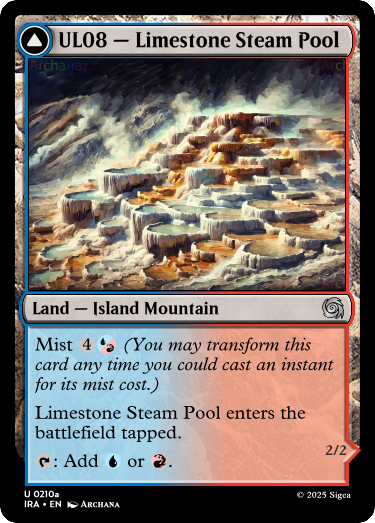 UL08 — Limestone Steam Pool
Archana
Land — Island Mountain
Mist 4 (You may transform this
card any time you could cast an instant
for its mist cost.)
Limestone Steam Pool enters the
battlefield tapped.
: Add or .
2/2
U 0210a
IRA • EN Archana
© 2025 Sigea